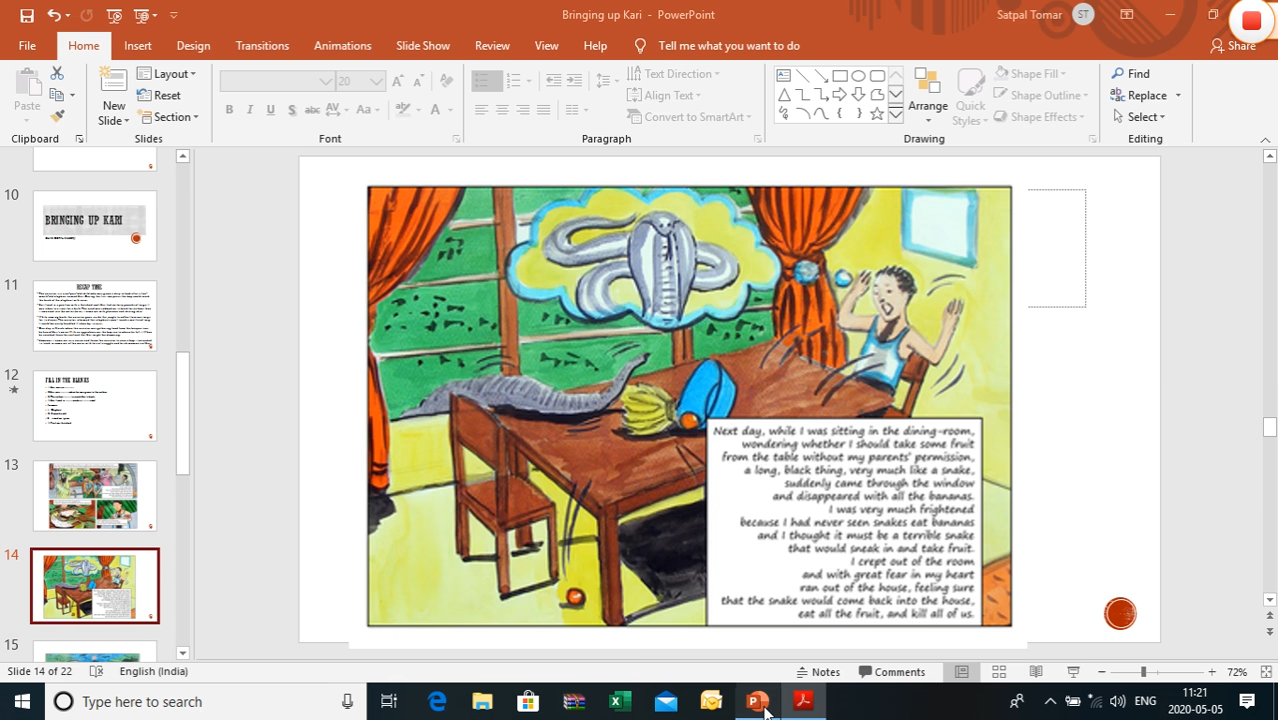 Bringing up Kari - PowerPoint
Satpal Tomar
ST
File Home Insert Design Transitions Animations Slide Show Review View Help Tell me what you want to do
Share
Paste
New Slide
Layout
Reset
Section
20
B I U S abc AV Aa A
Text Direction
Align Text
Convert to SmartArt
Arrange
Quick Styles
Shape Fill
Shape Outline
Shape Effects
Find
Replace
Select
Clipboard Slides Font Paragraph Drawing Editing
10
BRINGING UP KARI
11
RECAP TIME
12
FILL IN THE BLANKS
13
14
15
Next day, while I was sitting in the dining-room,
wondering whether I should take some fruit
from the table without my parents' permission,
a long, black thing, very much like a snake,
suddenly came through the window
and disappeared with all the bananas.
I was very much frightened
because I had never seen snakes eat bananas
and I thought it must be a terrible snake
that would sneak in and take fruit.
I crept out of the room
and with great fear in my heart
ran out of the house, feeling sure
that the snake would come back into the house,
eat all the fruit, and kill all of us.
Slide 14 of 22 English (India) Notes Comments 72%
Type here to search
ENG
11:21
2020-05-05